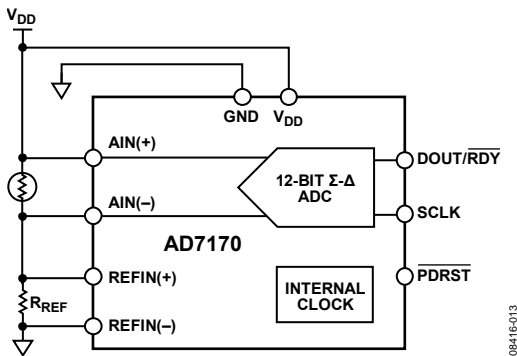 VDD
GND
VDD
AIN(+)
12-BIT Σ-Δ
ADC
DOUT/RDY
AIN(–)
SCLK
AD7170
REFIN(+)
INTERNAL
CLOCK
PDRST
RREF
REFIN(–)
08416-013